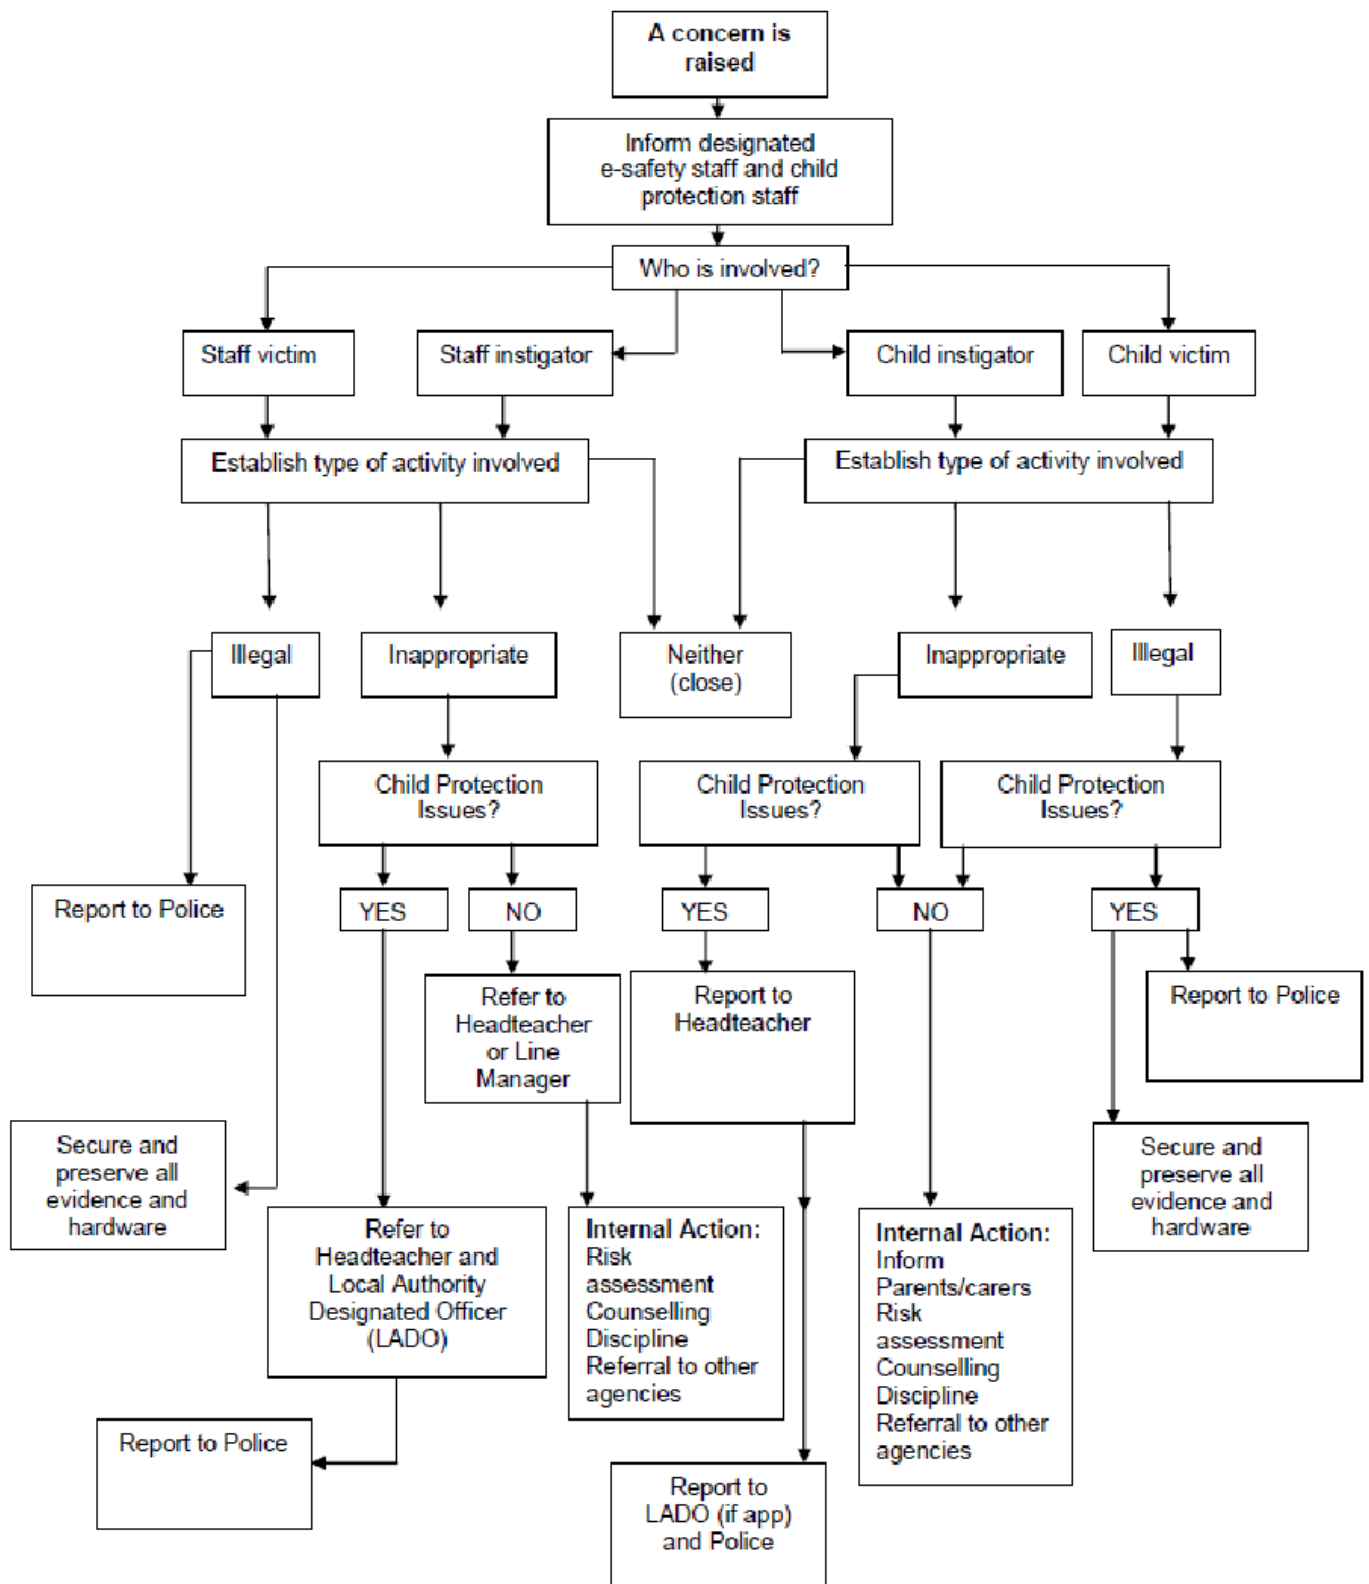 A concern is
raised
Inform designated
e-safety staff and child
protection staff
Who is involved?
Staff victim
Staff instigator
Child instigator
Child victim
Establish type of activity involved
Establish type of activity involved
Illegal
Inappropriate
Neither
(close)
Inappropriate
Illegal
Child Protection
Issues?
Child Protection
Issues?
Child Protection
Issues?
Report to Police
YES
NO
YES
NO
YES
Refer to
Headteacher
or Line
Manager
Report to
Headteacher
Report to Police
Secure and
preserve all
evidence and
hardware
Refer to
Headteacher and
Local Authority
Designated Officer
(LADO)
Internal Action:
Risk
assessment
Counselling
Discipline
Referral to other
agencies
Internal Action:
Inform
Parents/carers
Risk
assessment
Counselling
Discipline
Referral to other
agencies
Secure and
preserve all
evidence and
hardware
Report to Police
Report to
LADO (if app)
and Police